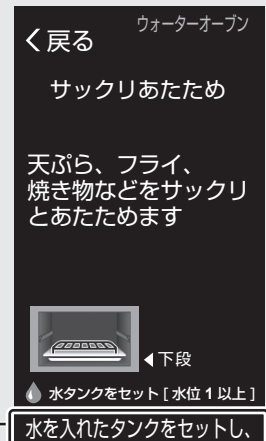 ウォーターオーブン
く戻る
サックリあたため
天ぷら、フライ、
焼き物などをサックリ
とあたためます
◀下段
水タンクをセット [ 水位 1 以上 ]
水を入れたタンクをセットし、